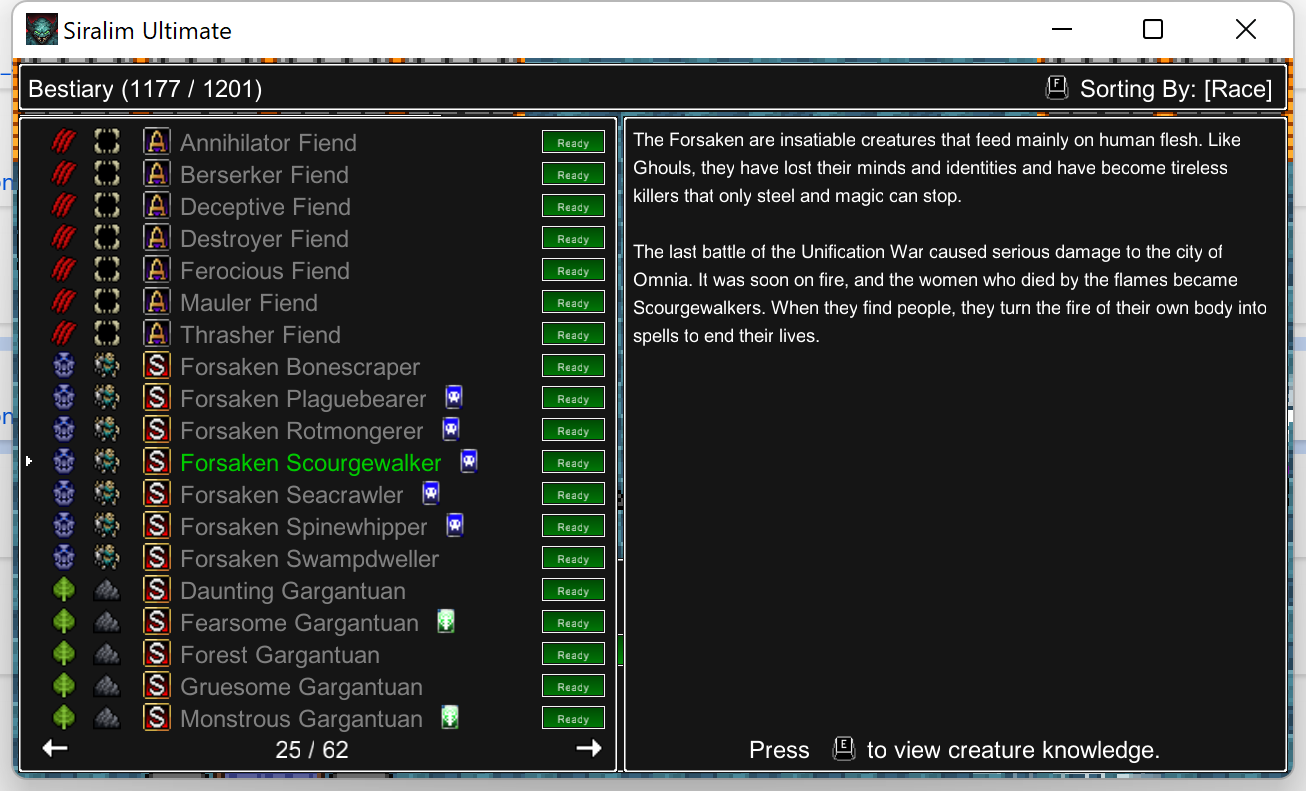 Siralim Ultimate
Bestiary (1177 / 1201)
F Sorting By: [Race]
A Annihilator Fiend Ready
A Berserker Fiend Ready
A Deceptive Fiend Ready
A Destroyer Fiend Ready
A Ferocious Fiend Ready
A Mauler Fiend Ready
A Thrasher Fiend Ready
S Forsaken Bonescraper Ready
S Forsaken Plaguebearer Ready
S Forsaken Rotmongerer Ready
S Forsaken Scourgewalker Ready
S Forsaken Seacrawler Ready
S Forsaken Spinewhipper Ready
S Forsaken Swampdweller Ready
S Daunting Gargantuan Ready
S Fearsome Gargantuan Ready
S Forest Gargantuan Ready
S Gruesome Gargantuan Ready
S Monstrous Gargantuan Ready
25 / 62
The Forsaken are insatiable creatures that feed mainly on human flesh. Like
Ghouls, they have lost their minds and identities and have become tireless
killers that only steel and magic can stop.
The last battle of the Unification War caused serious damage to the city of
Omnia. It was soon on fire, and the women who died by the flames became
Scourgewalkers. When they find people, they turn the fire of their own body into
spells to end their lives.
Press E to view creature knowledge.